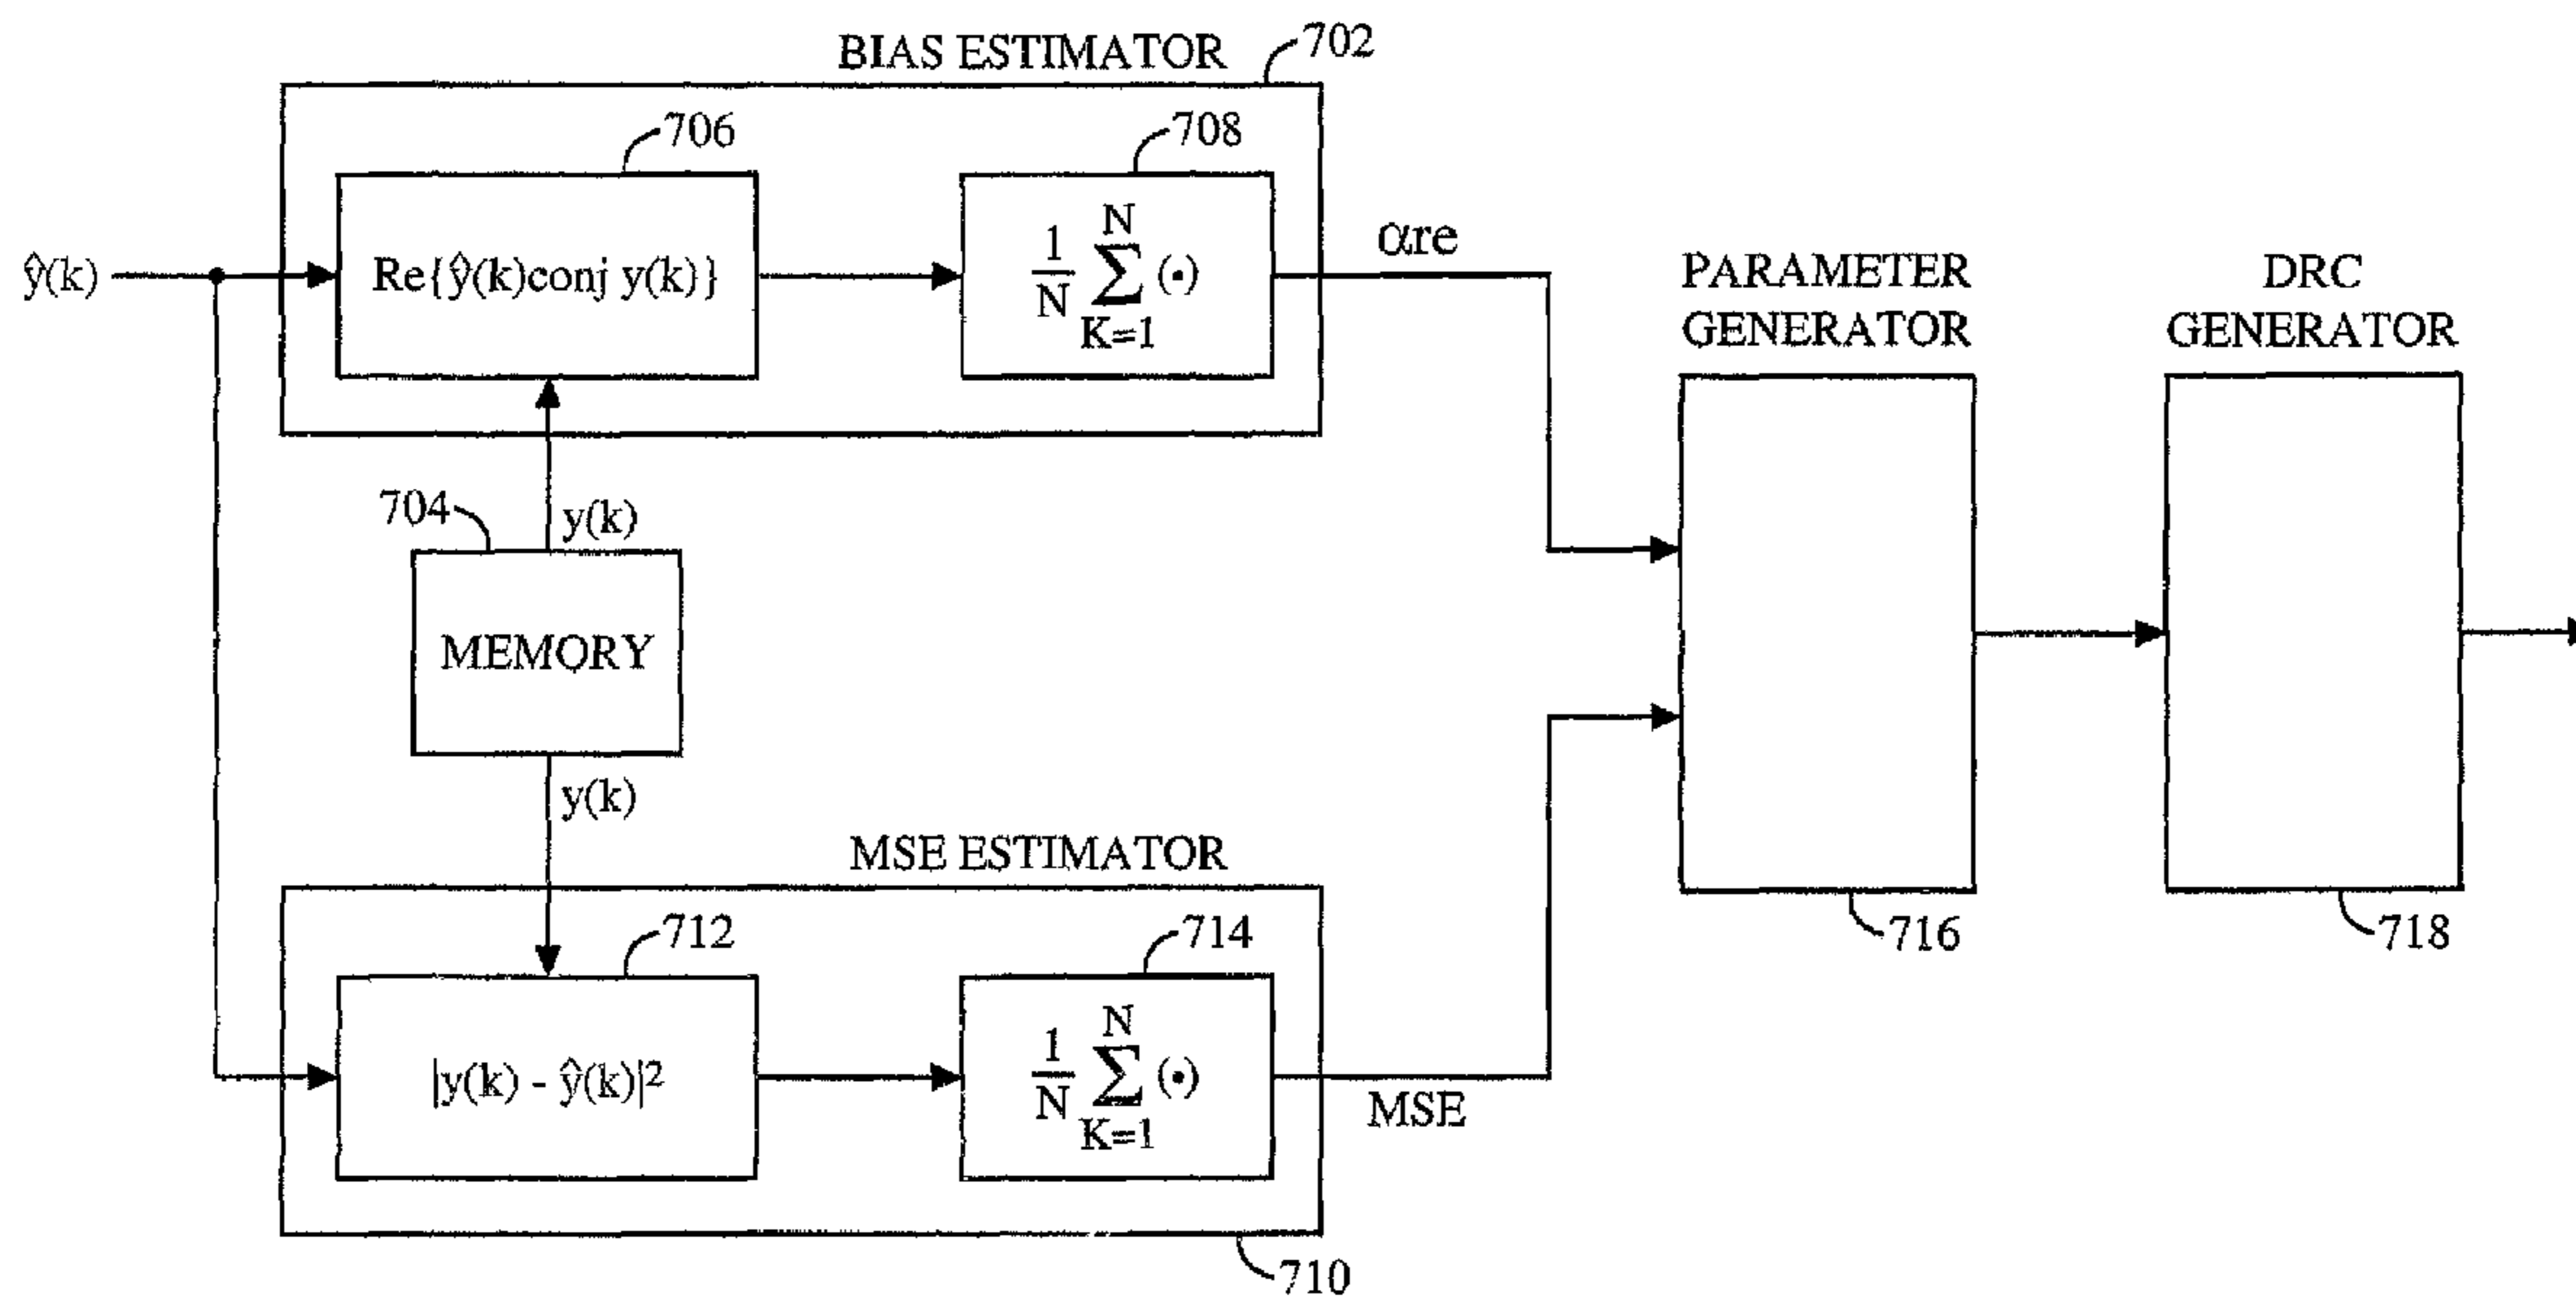 BIAS ESTIMATOR
702
706
708
ŷ(k)
Re{ŷ(k)conj y(k)}
1/N N∑K=1 (•)
αre
PARAMETER
GENERATOR
DRC
GENERATOR
704
y(k)
MEMORY
y(k)
MSE ESTIMATOR
712
714
716
718
|y(k) - ŷ(k)|²
1/N N∑K=1 (•)
MSE
710